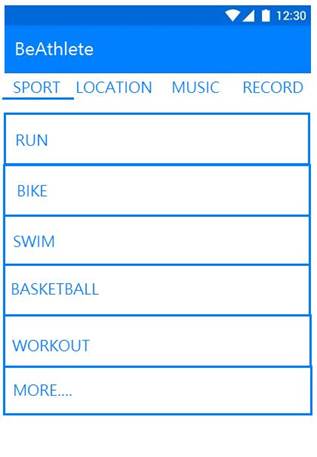 12:30
BeAthlete
SPORT LOCATION MUSIC RECORD
RUN
BIKE
SWIM
BASKETBALL
WORKOUT
MORE....